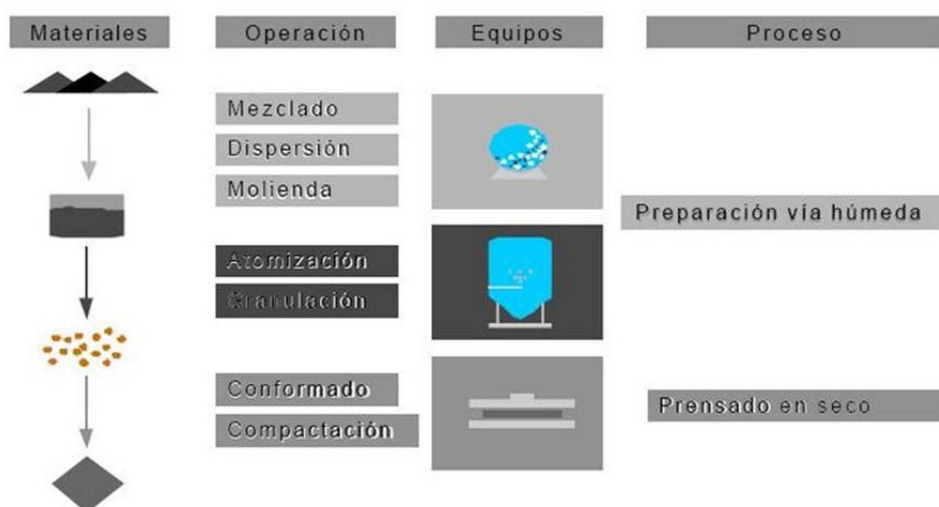 Materiales
Operación
Equipos
Proceso
Mezclado
Dispersión
Molienda
Preparación vía húmeda
Atomización
Granulación
Conformado
Compactación
Prensado en seco